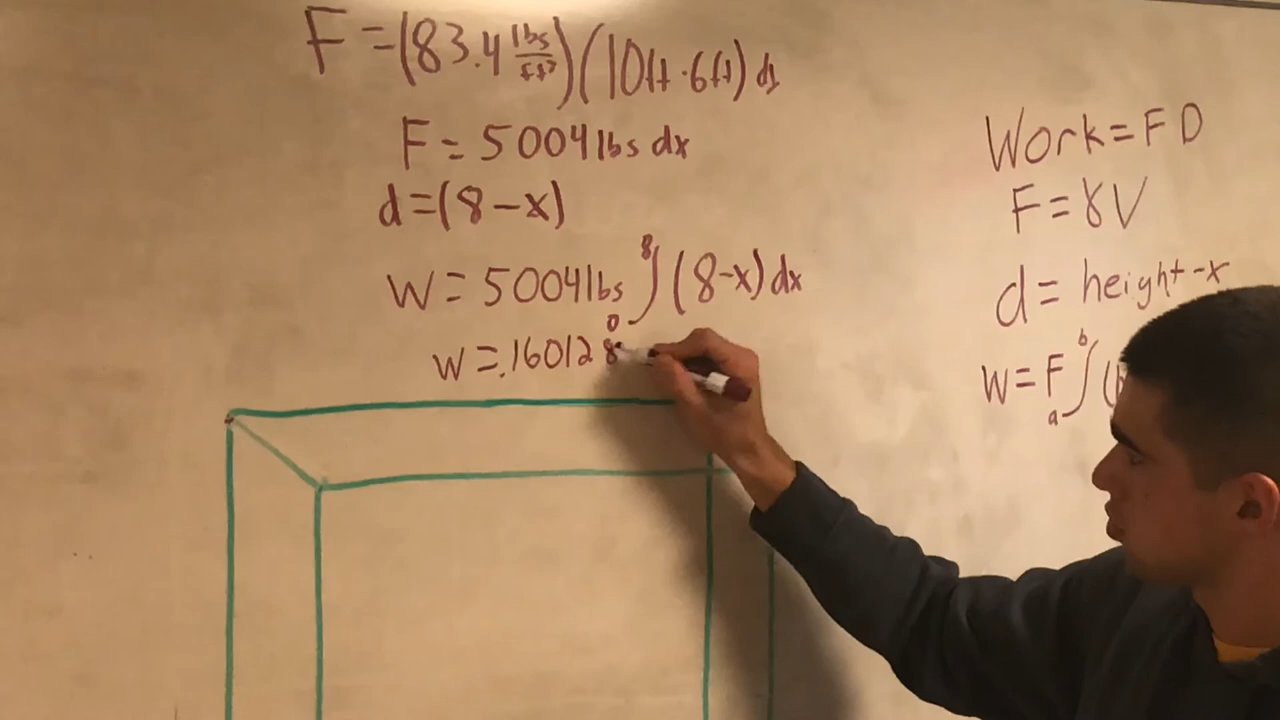 F = (83.4 lbs/ft³)(10ft · 6ft) dx
F = 5004 lbs dx
d = (8 - x)
W = 5004 lbs ∫₀⁸ (8-x) dx
W = 160128
Work = F D
F = γV
d = height - x
W = F ∫ₐᵇ (